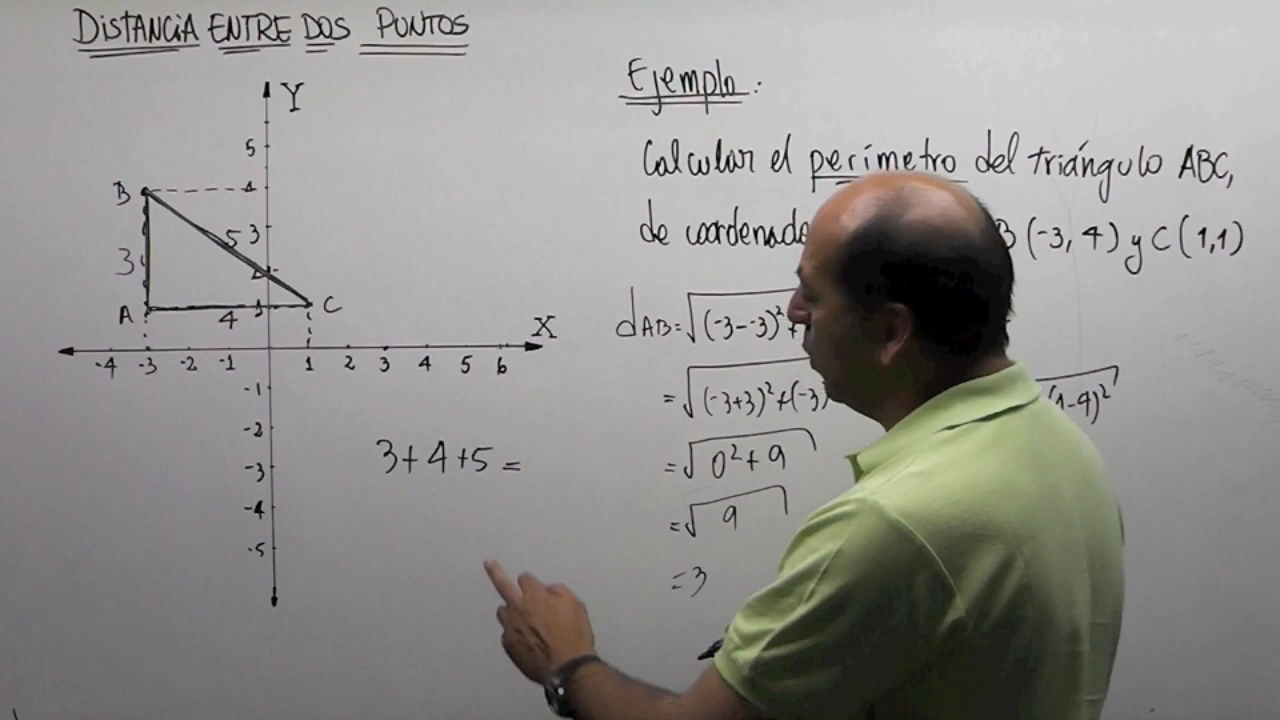 DISTANCIA ENTRE DOS PUNTOS
Y
5
B
4
3
5
3
2
A
4
1
C
X
-4 -3 -2 -1 1 2 3 4 5 6
-1
-2
-3
-4
-5
3+4+5=
Ejemplo:
Calcular el perímetro del triángulo ABC,
de coordenada B(-3,4) y C(1,1)
dAB=√(-3--3)²+
=√(-3+3)²+(-3) (1-4)²
=√0²+9
=√9
=3